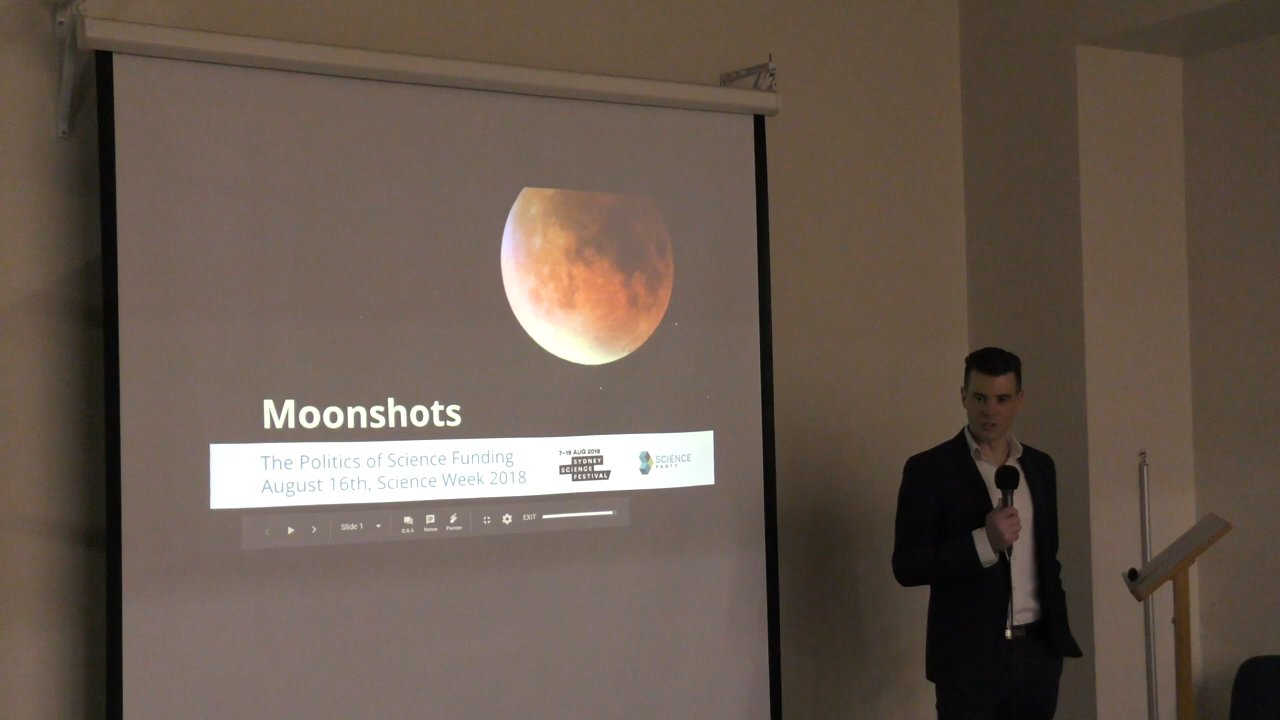 Moonshots
The Politics of Science Funding
August 16th, Science Week 2018
7–19 AUG 2018
SYDNEY
SCIENCE
FESTIVAL
SCIENCE
PARTY
Slide 1
Q&A
Notes
Pointer
EXIT